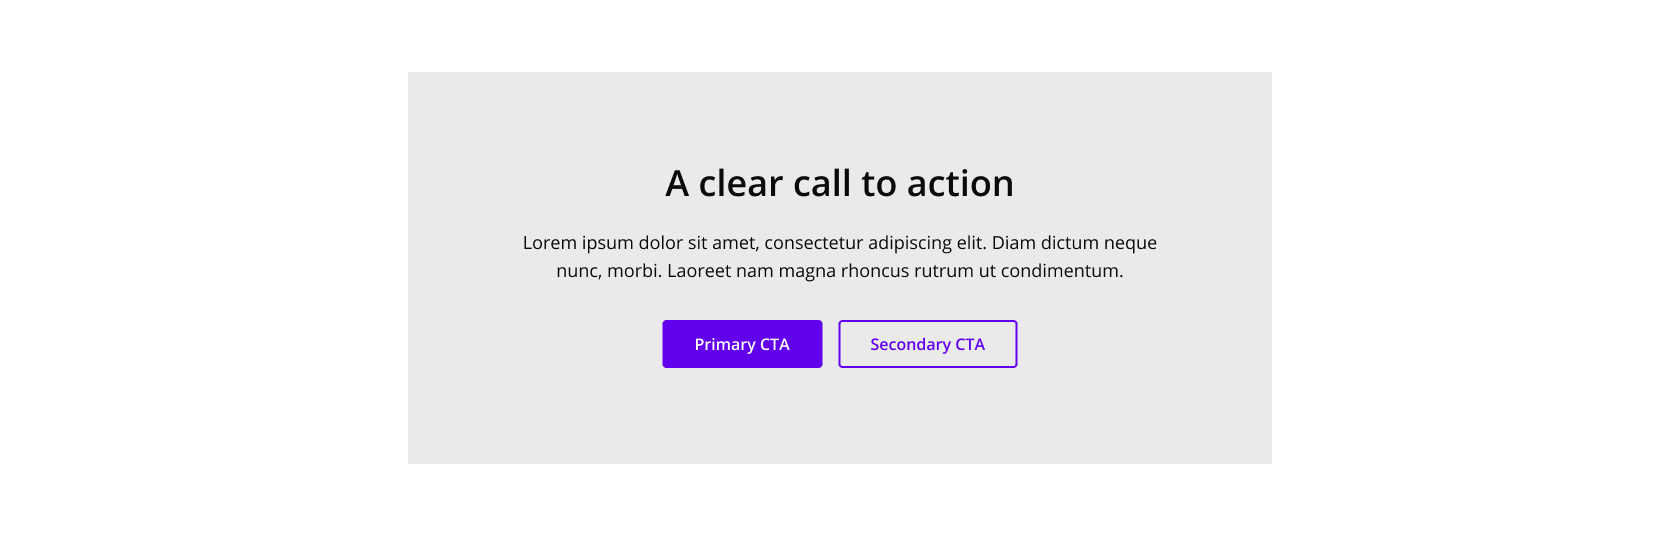 A clear call to action
Lorem ipsum dolor sit amet, consectetur adipiscing elit. Diam dictum neque
nunc, morbi. Laoreet nam magna rhoncus rutrum ut condimentum.
Primary CTA
Secondary CTA